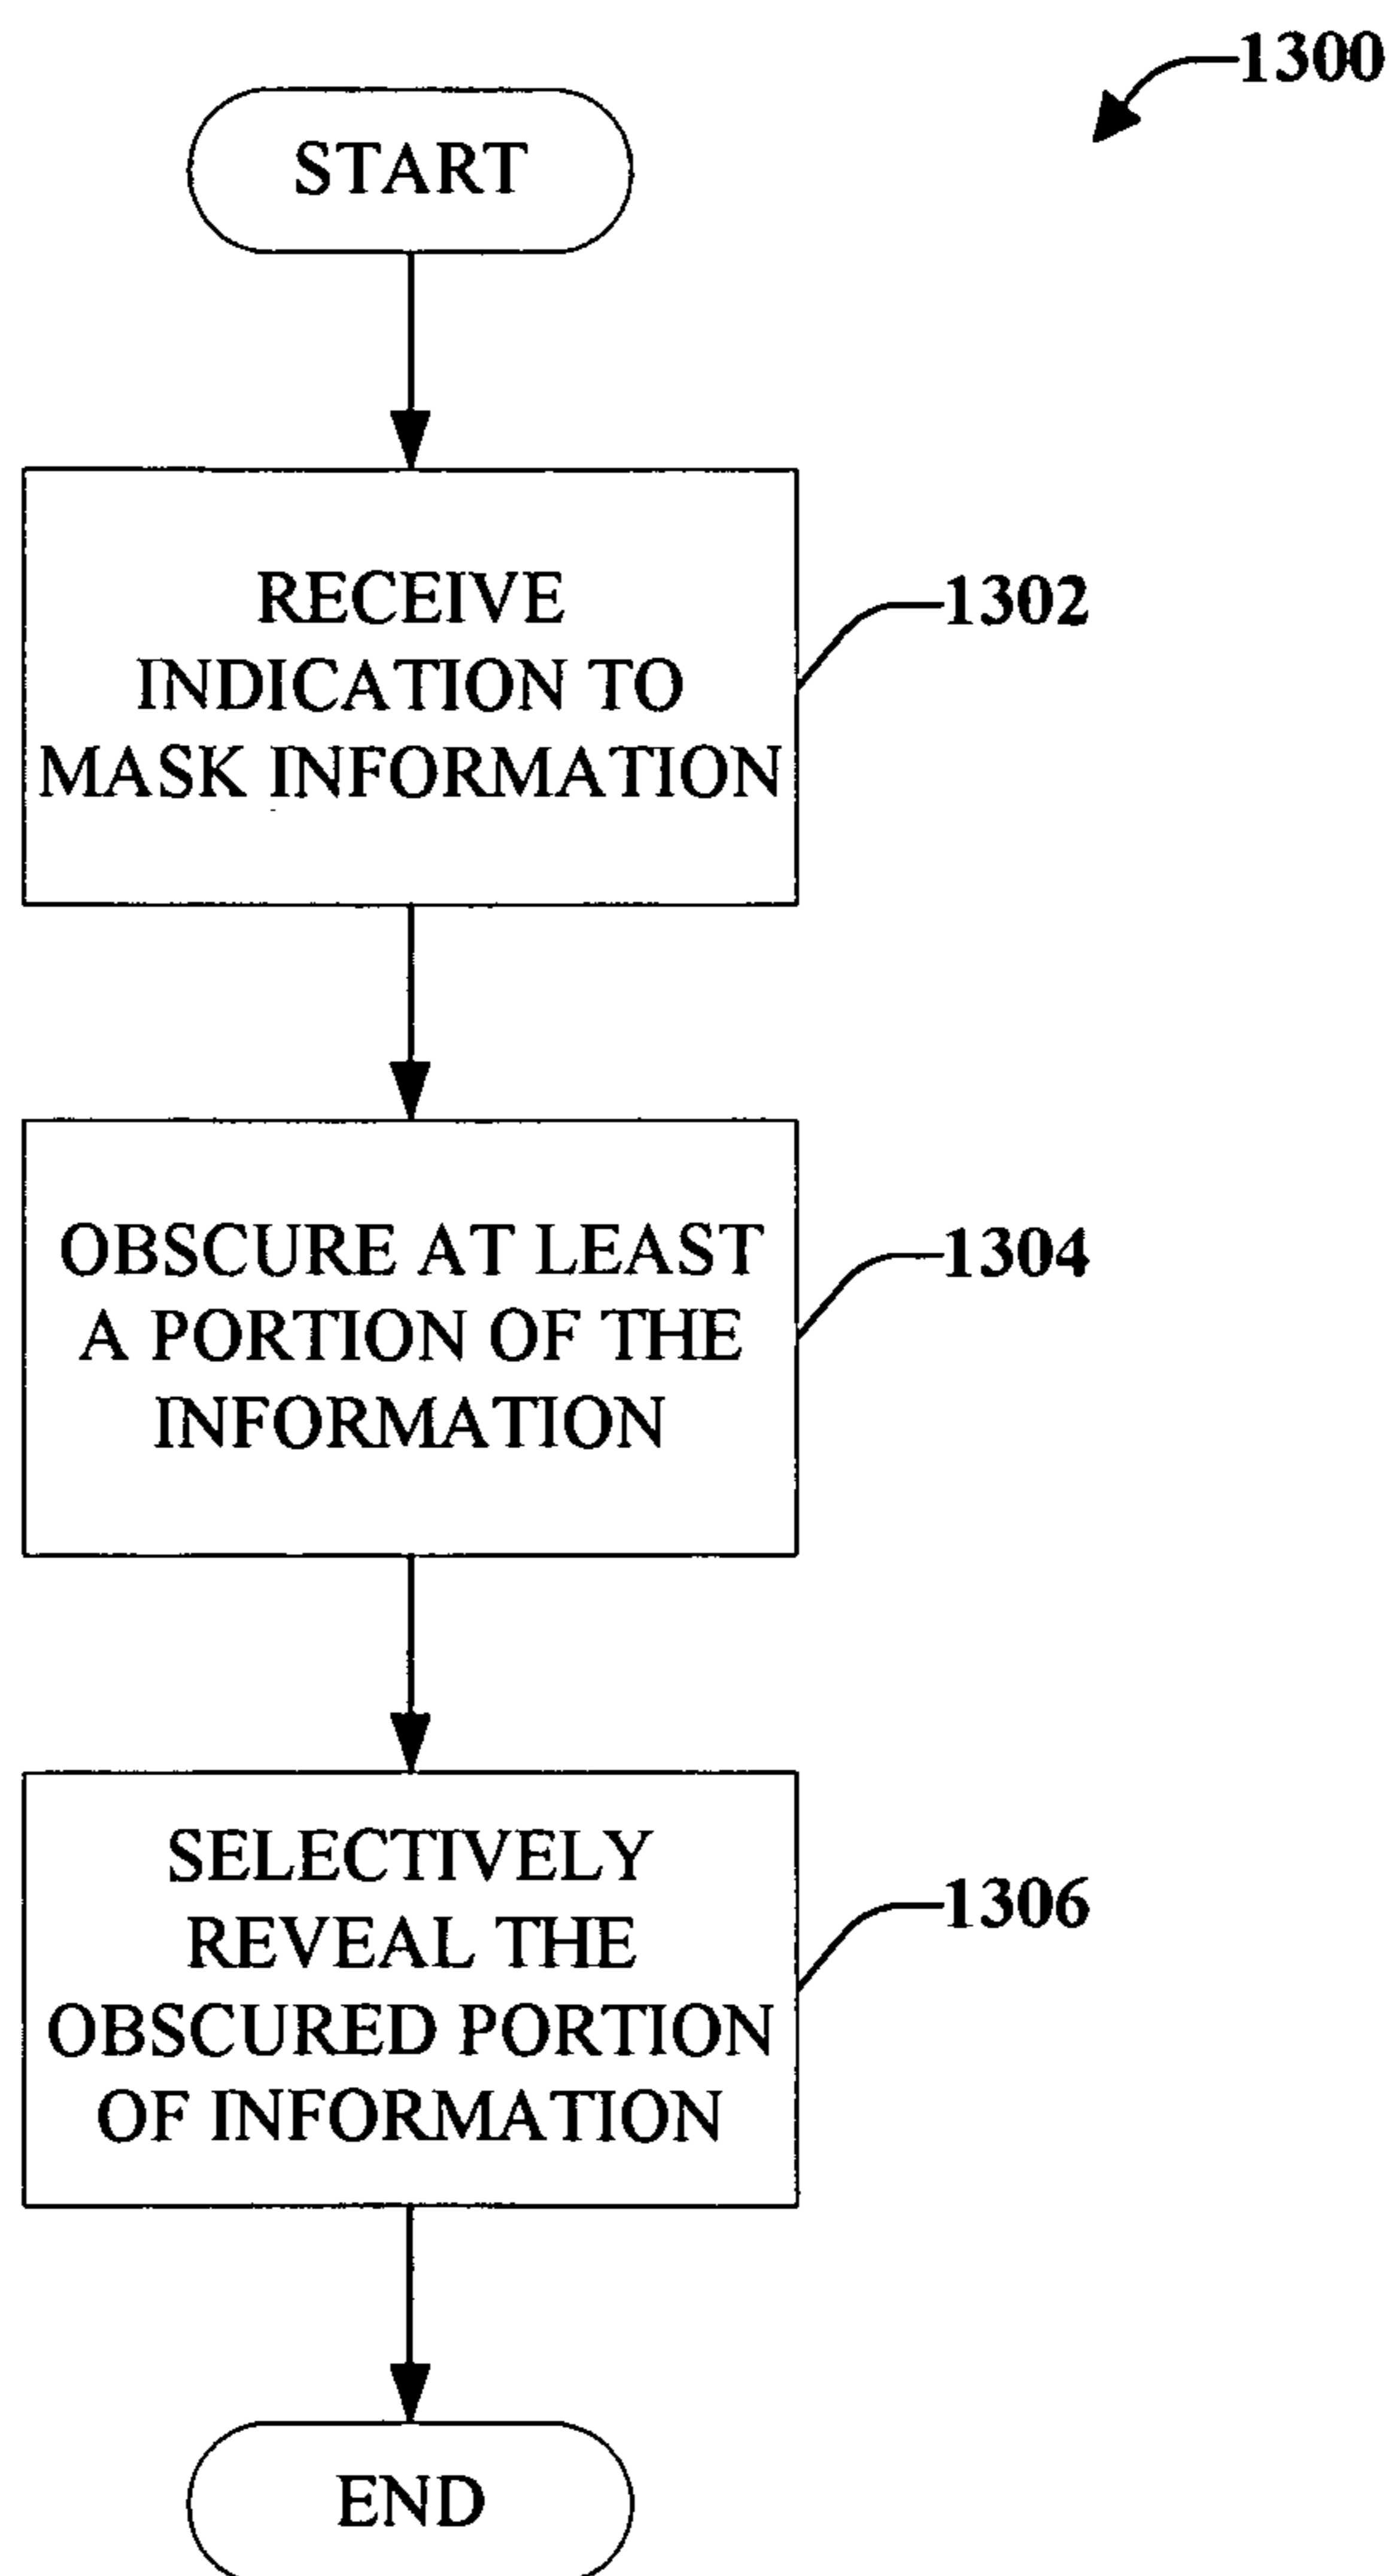 1300
START
RECEIVE
INDICATION TO
MASK INFORMATION
1302
OBSCURE AT LEAST
A PORTION OF THE
INFORMATION
1304
SELECTIVELY
REVEAL THE
OBSCURED PORTION
OF INFORMATION
1306
END